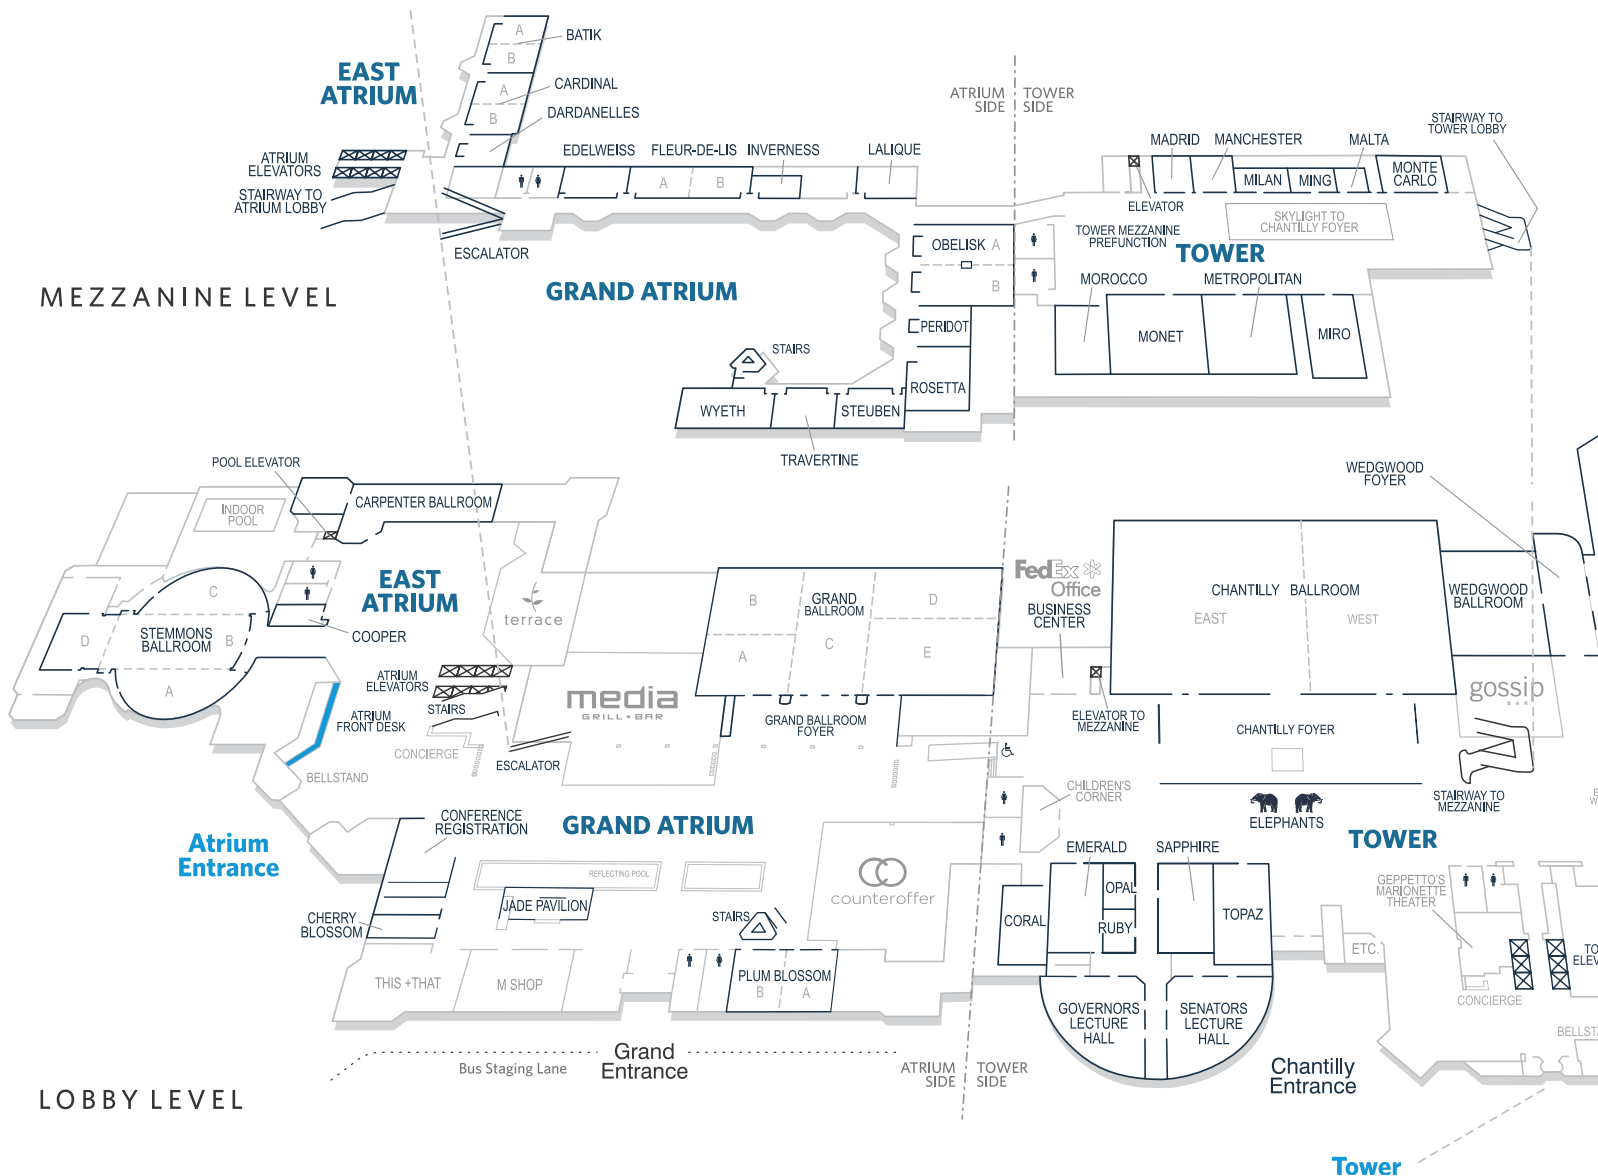 A
BATIK
B
EAST
ATRIUM
CARDINAL
A
B
DARDANELLES
ATRIUM
SIDE
TOWER
SIDE
STAIRWAY TO
TOWER LOBBY
MADRID
MANCHESTER
MALTA
EDELWEISS
FLEUR-DE-LIS
INVERNESS
LALIQUE
ATRIUM
ELEVATORS
A
B
MILAN
MING
MONTE
CARLO
STAIRWAY TO
ATRIUM LOBBY
ELEVATOR
SKYLIGHT TO
CHANTILLY FOYER
TOWER MEZZANINE
PREFUNCTION
ESCALATOR
OBELISK
A
B
TOWER
GRAND ATRIUM
MEZZANINE LEVEL
MOROCCO
METROPOLITAN
PERIDOT
MONET
MIRO
STAIRS
ROSETTA
WYETH
STEUBEN
TRAVERTINE
POOL ELEVATOR
WEDGWOOD
FOYER
INDOOR
POOL
CARPENTER BALLROOM
EAST
ATRIUM
FedEx
Office
BUSINESS
CENTER
C
terrace
B
GRAND
BALLROOM
D
CHANTILLY BALLROOM
WEDGWOOD
BALLROOM
EAST
WEST
D
STEMMONS
BALLROOM
B
COOPER
A
C
E
A
ATRIUM
ELEVATORS
STAIRS
media
GRILL + BAR
gossip
BAR
ATRIUM
FRONT DESK
GRAND BALLROOM
FOYER
ELEVATOR TO
MEZZANINE
CHANTILLY FOYER
CONCIERGE
ESCALATOR
BELLSTAND
CHILDREN'S
CORNER
STAIRWAY TO
MEZZANINE
ELEPHANTS
CONFERENCE
REGISTRATION
GRAND ATRIUM
TOWER
Atrium
Entrance
EMERALD
SAPPHIRE
REFLECTING POOL
counteroffer
OPAL
GEPPETTO'S
MARIONETTE
THEATER
JADE PAVILION
CHERRY
BLOSSOM
STAIRS
CORAL
RUBY
TOPAZ
ETC.
THIS +THAT
M SHOP
PLUM BLOSSOM
B
A
CONCIERGE
GOVERNORS
LECTURE
HALL
SENATORS
LECTURE
HALL
Bus Staging Lane
Grand
Entrance
ATRIUM
SIDE
TOWER
SIDE
Chantilly
Entrance
LOBBY LEVEL
Tower